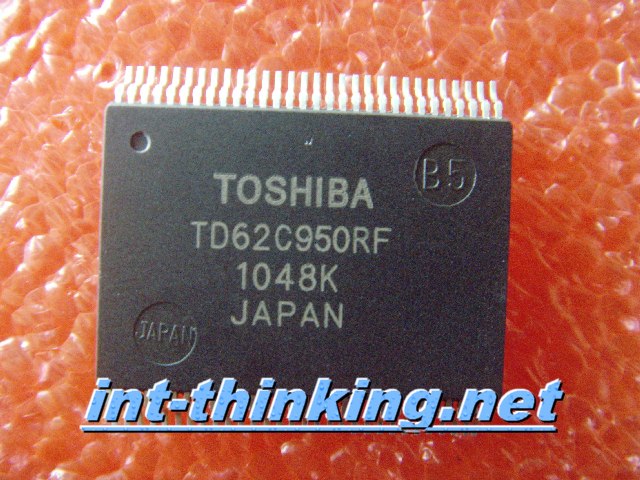 B5
TOSHIBA
TD62C950RF
1048K
JAPAN
JAPAN
int-thinking.net